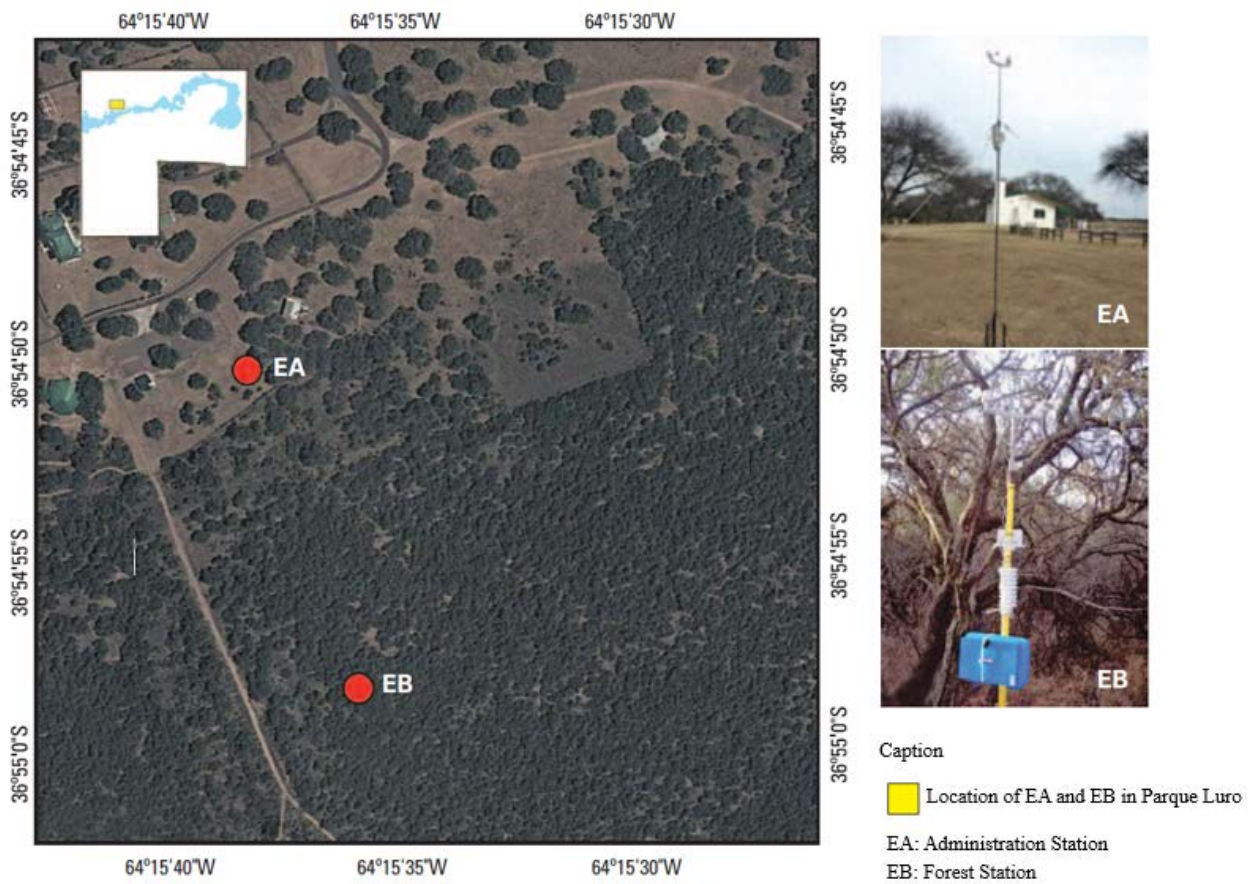 64°15'40"W 64°15'35"W 64°15'30"W
36°54'45"S
36°54'50"S
36°54'55"S
36°55'0"S
EA
EB
36°54'45"S
36°54'50"S
36°54'55"S
36°55'0"S
64°15'40"W 64°15'35"W 64°15'30"W
EA
EB
Caption
Location of EA and EB in Parque Luro
EA: Administration Station
EB: Forest Station